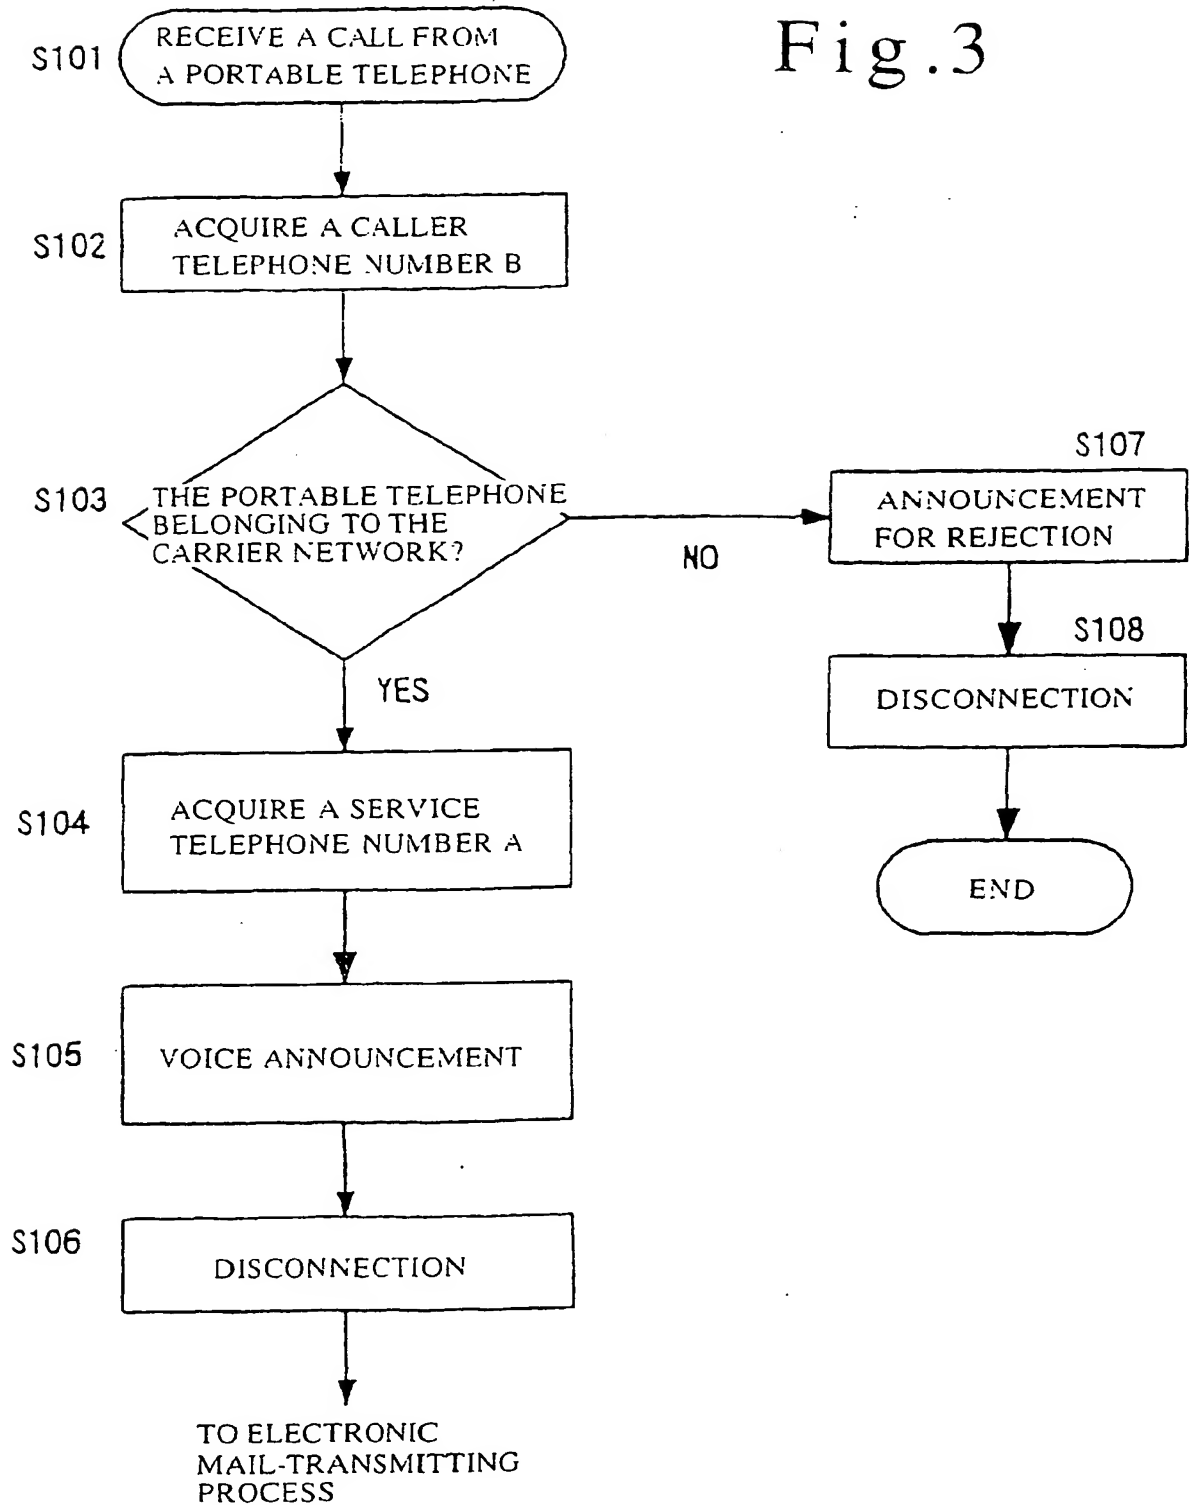 Fig.3
S101
RECEIVE A CALL FROM
A PORTABLE TELEPHONE
S102
ACQUIRE A CALLER
TELEPHONE NUMBER B
S103
THE PORTABLE TELEPHONE
BELONGING TO THE
CARRIER NETWORK?
NO
YES
S107
ANNOUNCEMENT
FOR REJECTION
S108
DISCONNECTION
END
S104
ACQUIRE A SERVICE
TELEPHONE NUMBER A
S105
VOICE ANNOUNCEMENT
S106
DISCONNECTION
TO ELECTRONIC
MAIL-TRANSMITTING
PROCESS